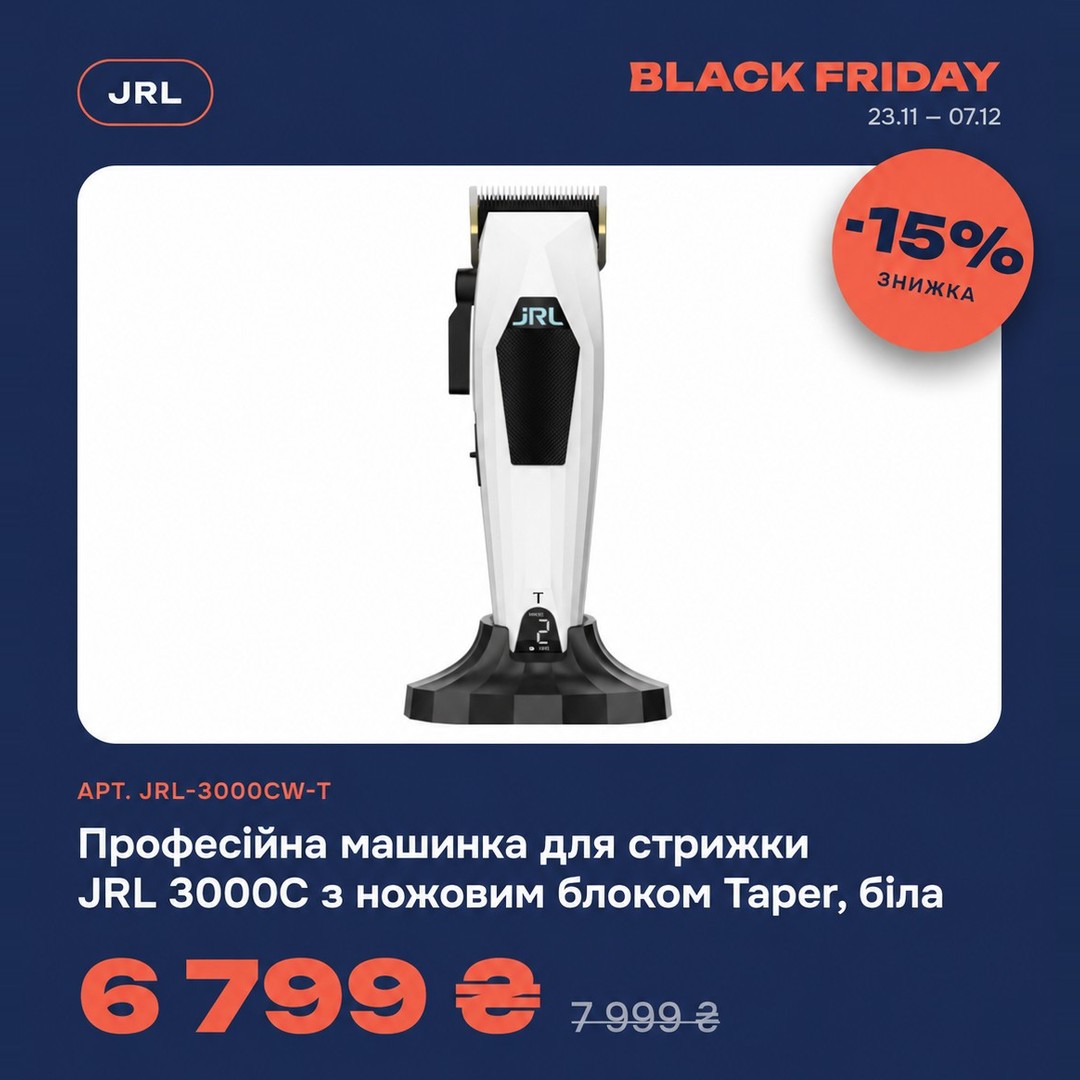 JRL
BLACK FRIDAY
23.11 – 07.12
-15%
ЗНИЖКА
JRL
T
2
АРТ. JRL-3000CW-T
Професійна машинка для стрижки
JRL 3000C з ножовим блоком Taper, біла
6 799 ₴
7 999 ₴